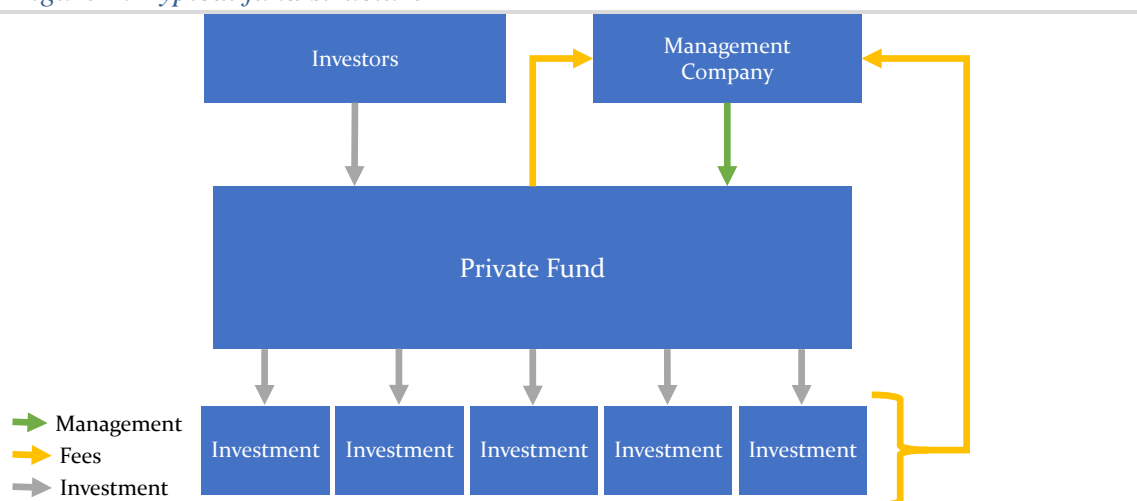 Investors
Management
Company
Private Fund
Management
Fees
Investment
Investment
Investment
Investment
Investment
Investment